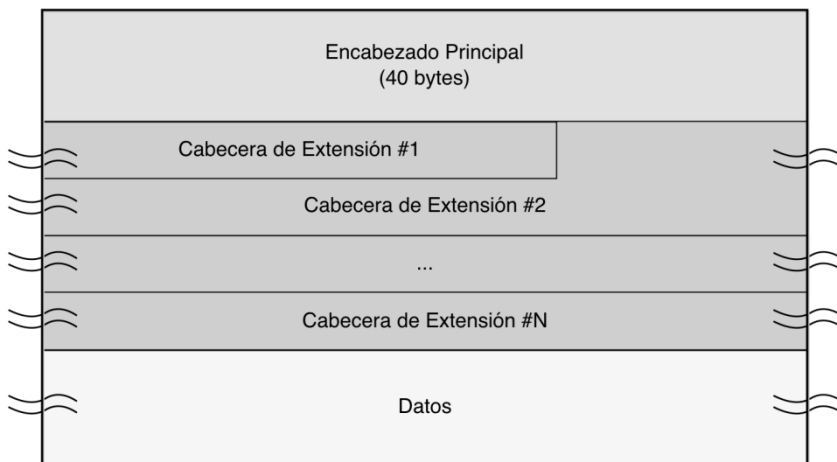 Encabezado Principal
(40 bytes)
Cabecera de Extensión #1
Cabecera de Extensión #2
...
Cabecera de Extensión #N
Datos